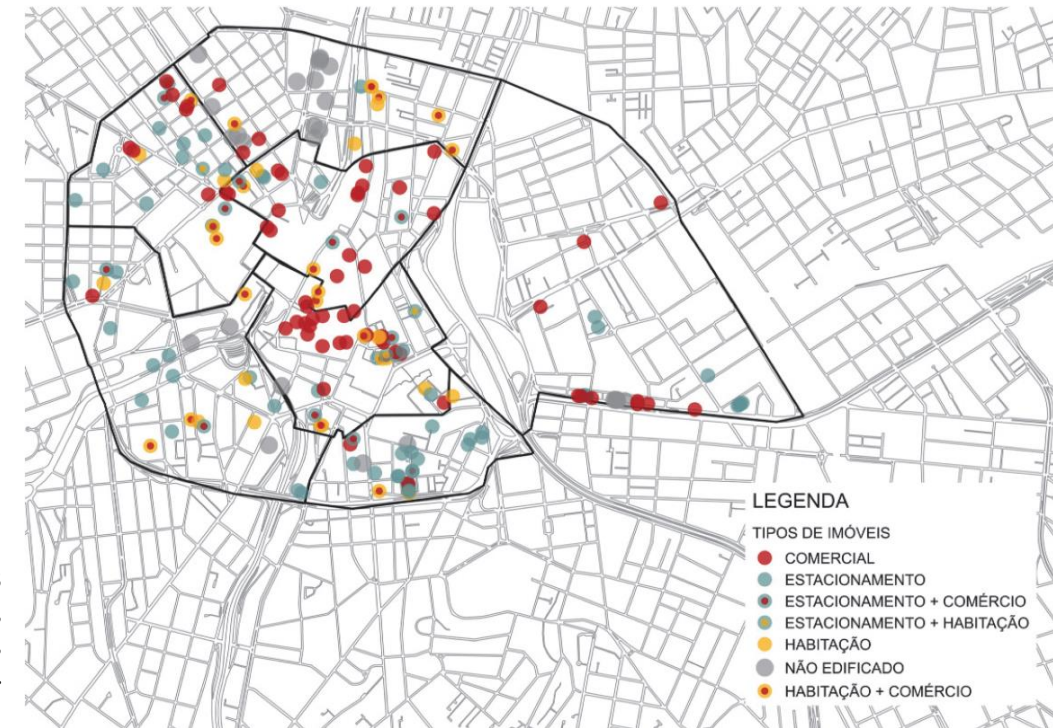 LEGENDA
TIPOS DE IMÓVEIS
COMERCIAL
ESTACIONAMENTO
ESTACIONAMENTO + COMÉRCIO
ESTACIONAMENTO + HABITAÇÃO
HABITAÇÃO
NÃO EDIFICADO
HABITAÇÃO + COMÉRCIO